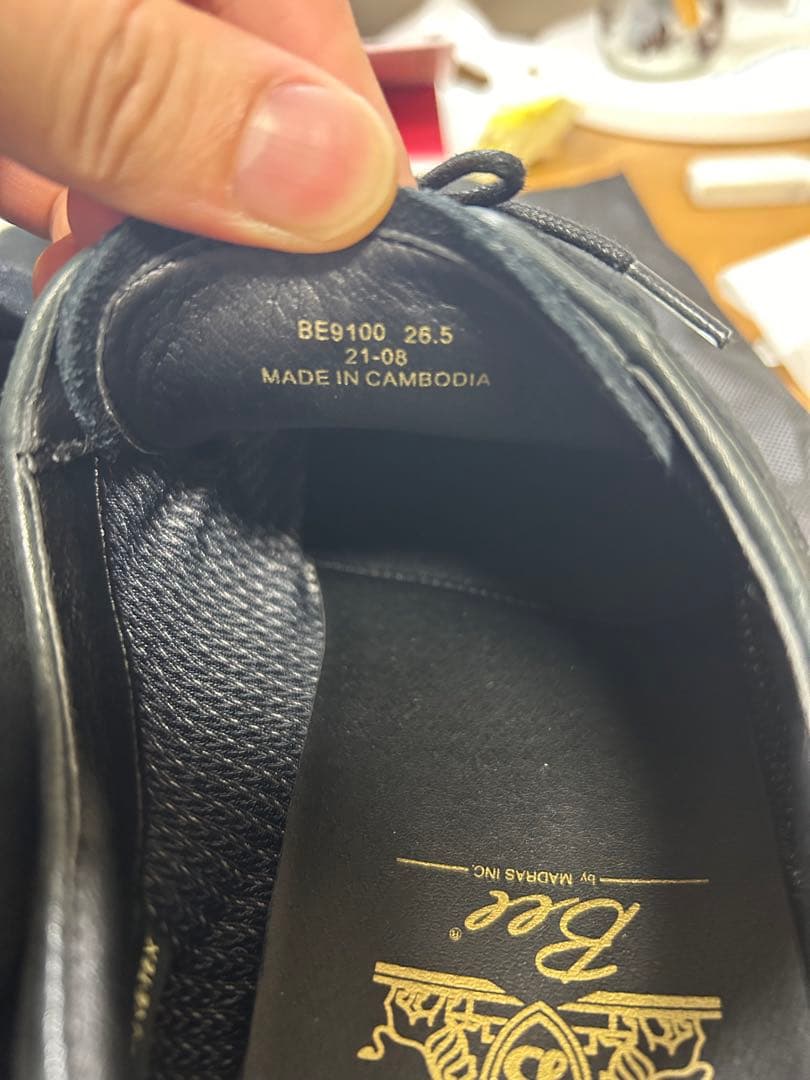 BE9100 26.5
21-08
MADE IN CAMBODIA
by MADRAS INC.
Bee®